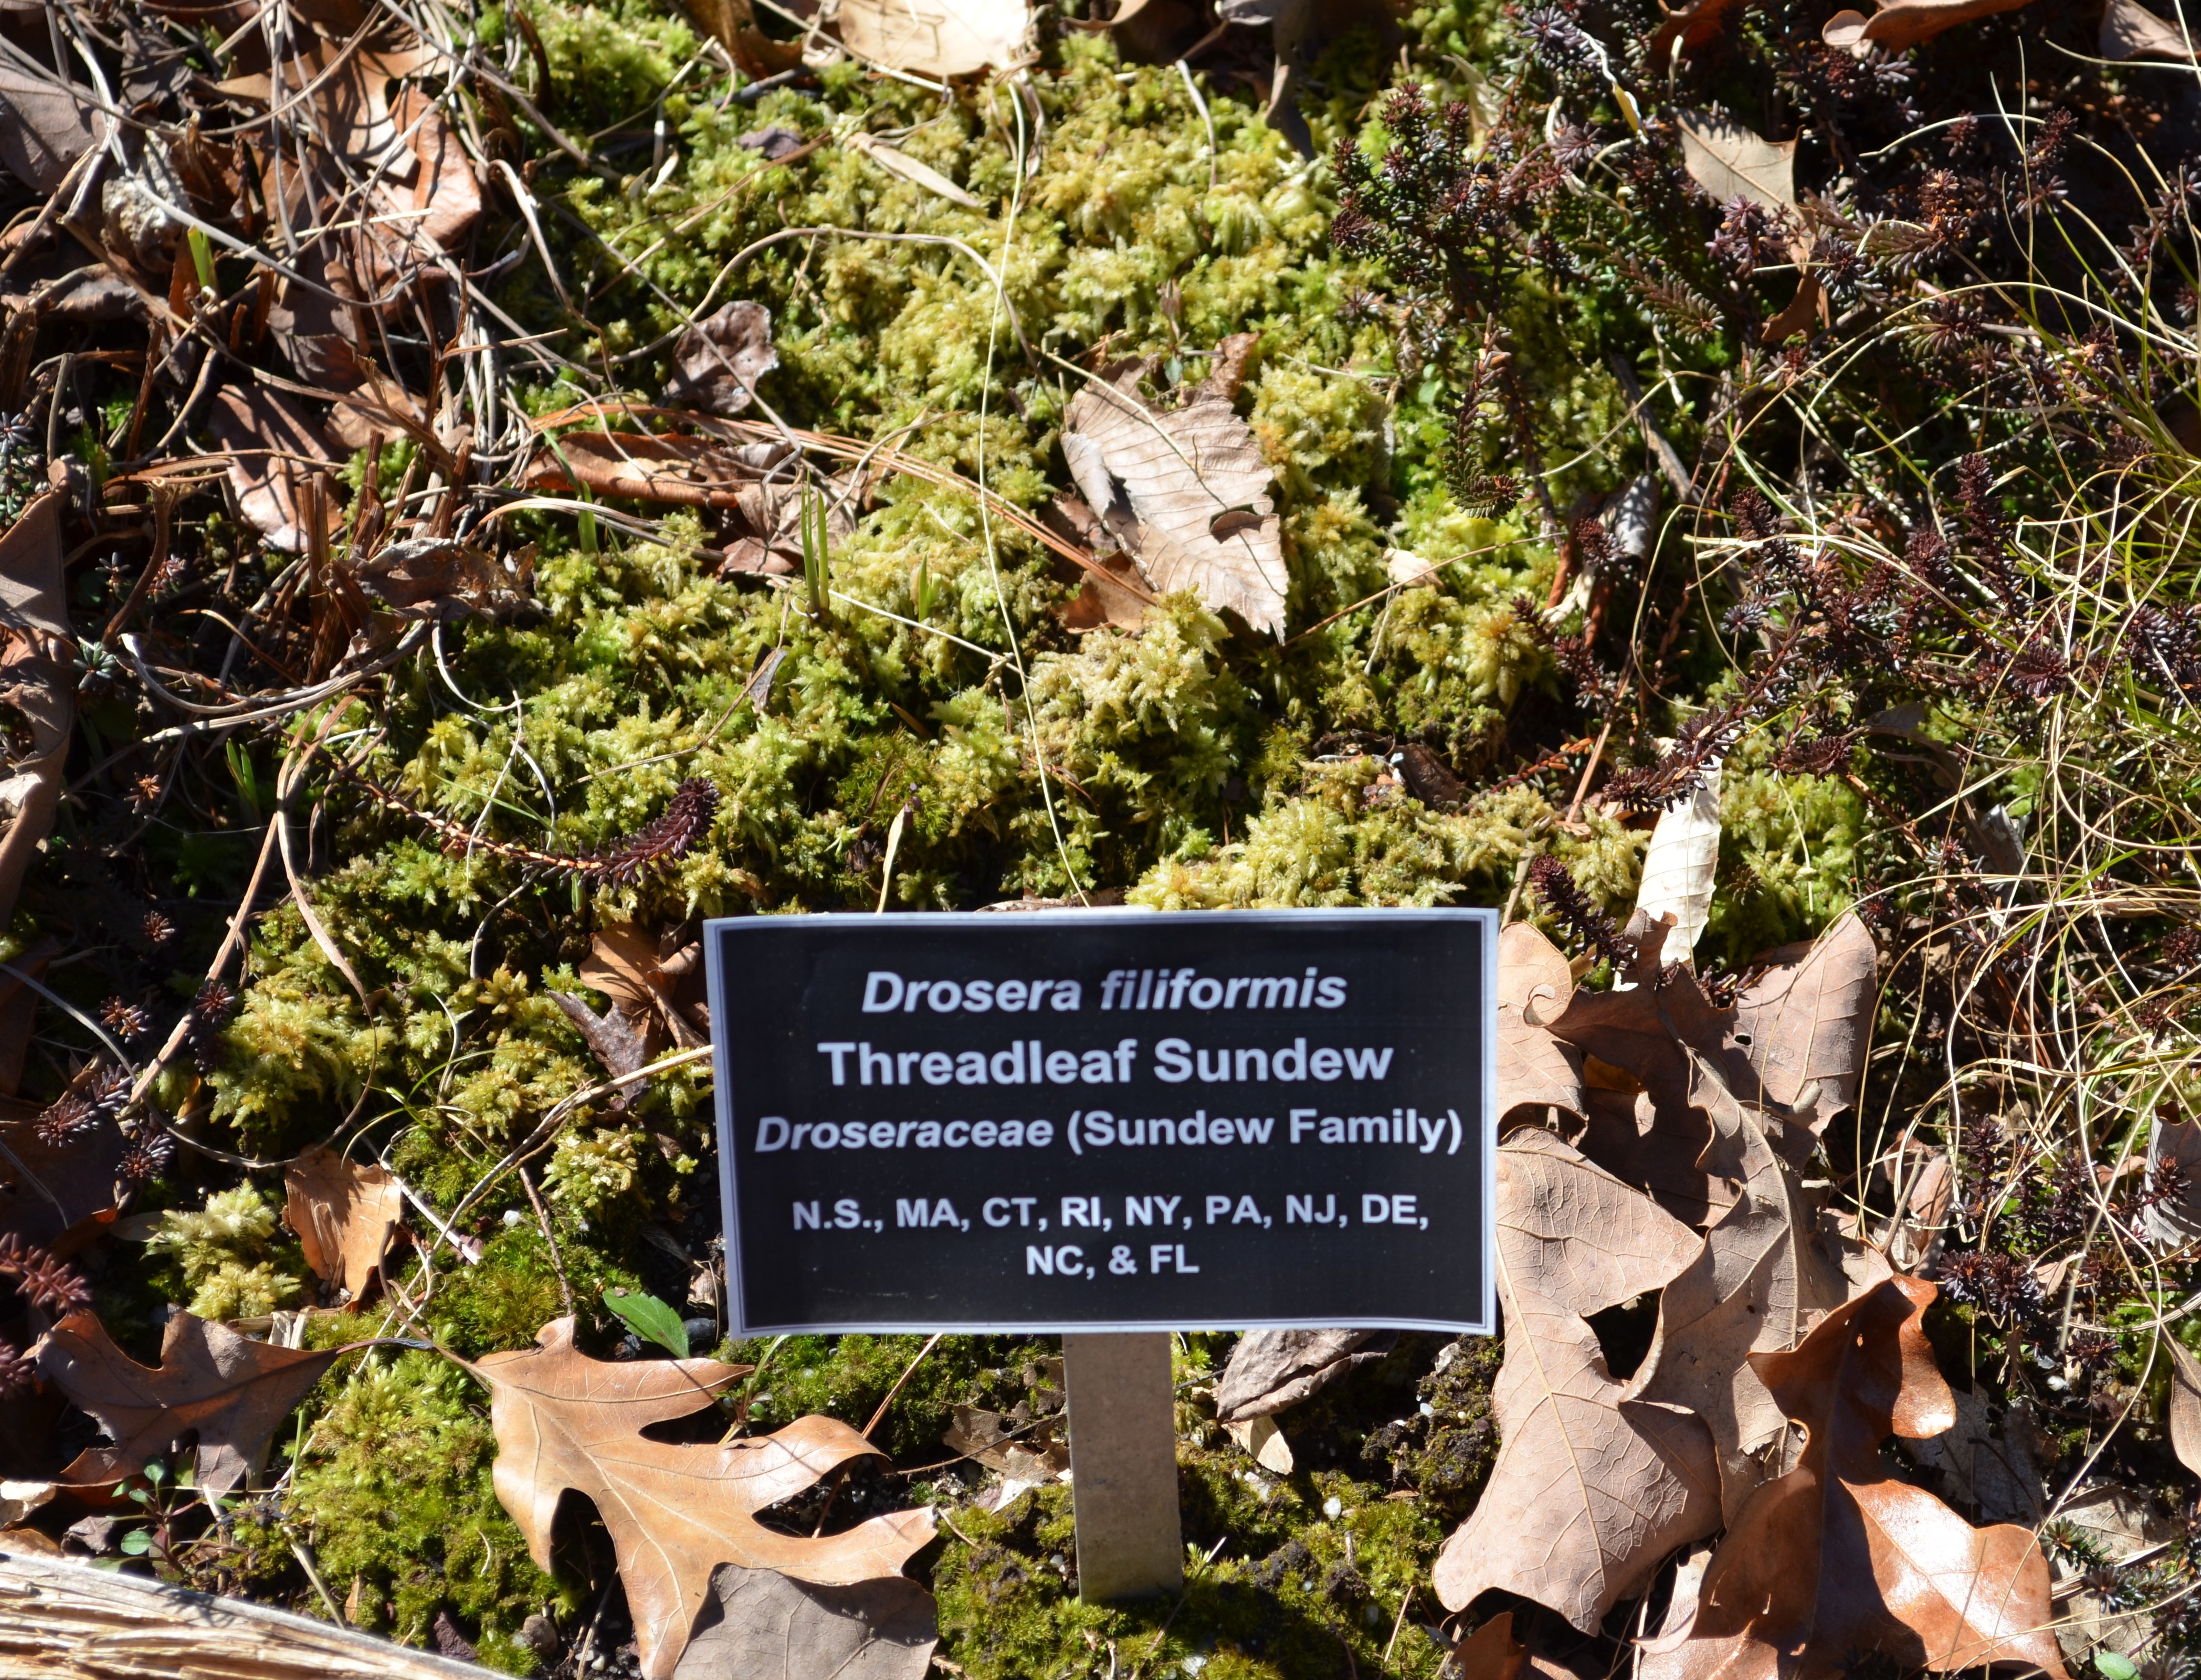 Drosera filiformis
Threadleaf Sundew
Droseraceae (Sundew Family)
N.S., MA, CT, RI, NY, PA, NJ, DE,
NC, & FL